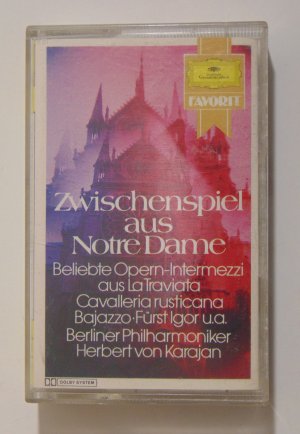 Deutsche
Grammophon
FAVORIT
Zwischenspiel
aus
Notre Dame
Beliebte Opern-Intermezzi
aus La Traviata
Cavalleria rusticana
Bajazzo · Fürst Igor u.a.
Berliner Philharmoniker
Herbert von Karajan
DOLBY SYSTEM